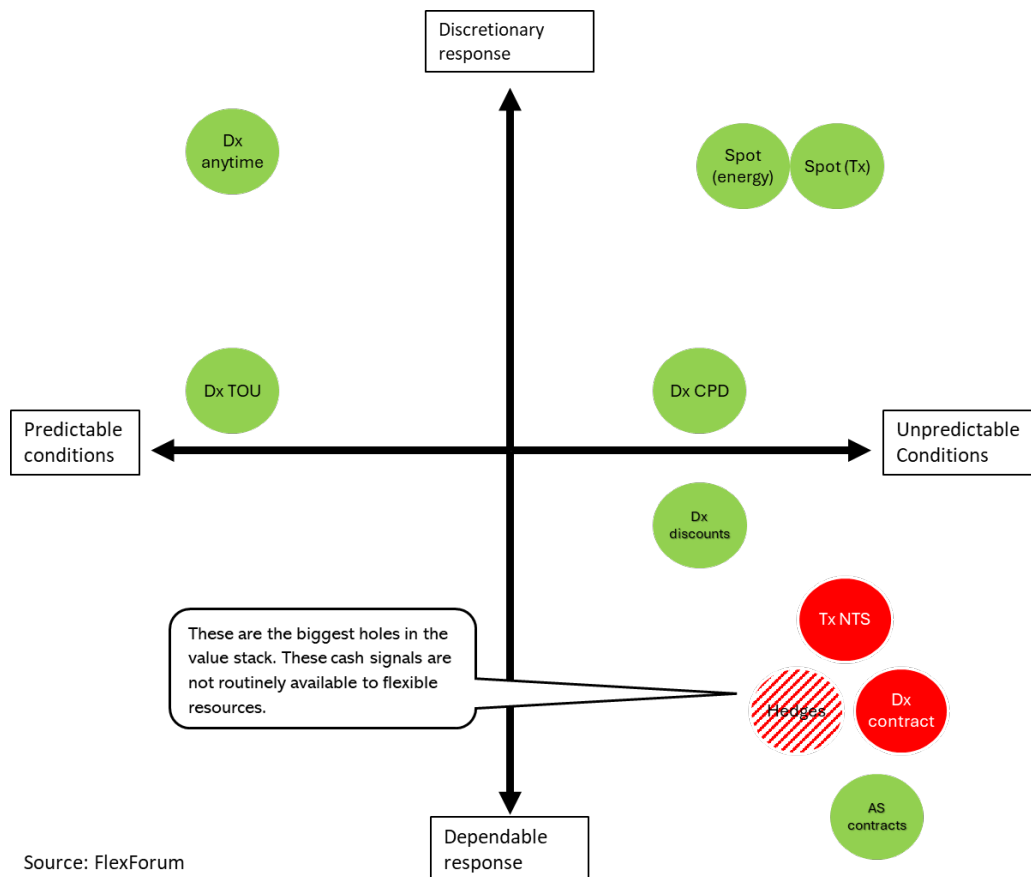 Discretionary
response
Dx
anytime
Spot
(energy)
Spot (Tx)
Dx TOU
Dx CPD
Predictable
conditions
Unpredictable
Conditions
Dx
discounts
Tx NTS
These are the biggest holes in the
value stack. These cash signals are
not routinely available to flexible
resources.
Hedges
Dx
contract
AS
contracts
Dependable
response
Source: FlexForum